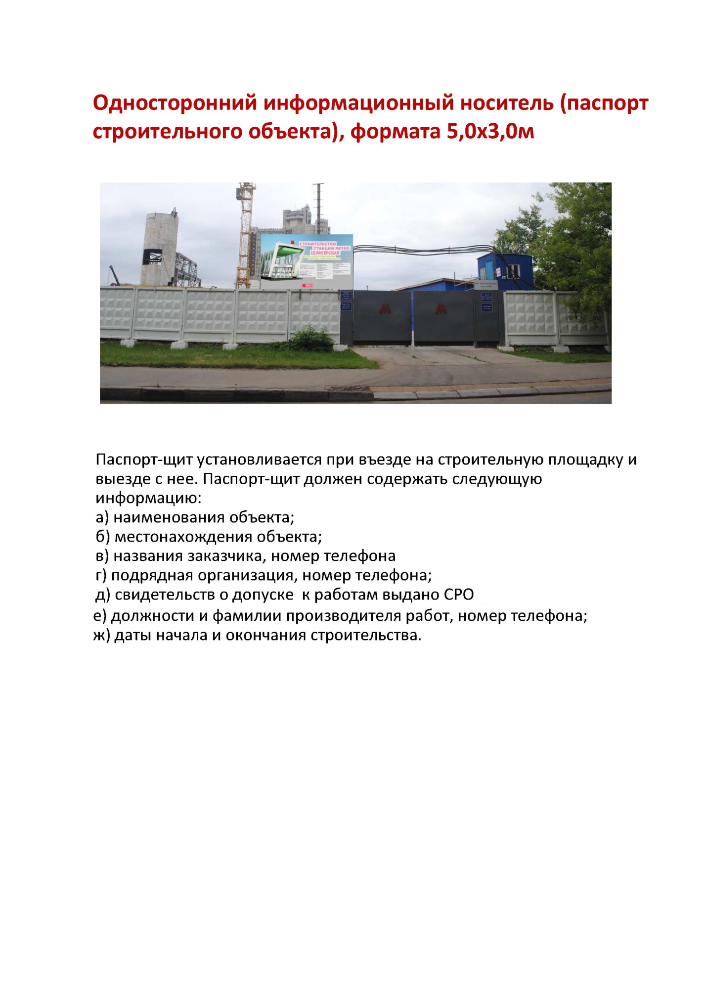 Односторонний информационный носитель (паспорт
строительного объекта), формата 5,0х3,0м
СТРОИТЕЛЬСТВО
СТАНЦИИ МЕТРО
СЕЛИГЕРСКАЯ
Паспорт-щит установливается при въезде на строительную площадку и
выезде с нее. Паспорт-щит должен содержать следующую
информацию:
а) наименования объекта;
б) местонахождения объекта;
в) названия заказчика, номер телефона
г) подрядная организация, номер телефона;
д) свидетельств о допуске  к работам выдано СРО
е) должности и фамилии производителя работ, номер телефона;
ж) даты начала и окончания строительства.